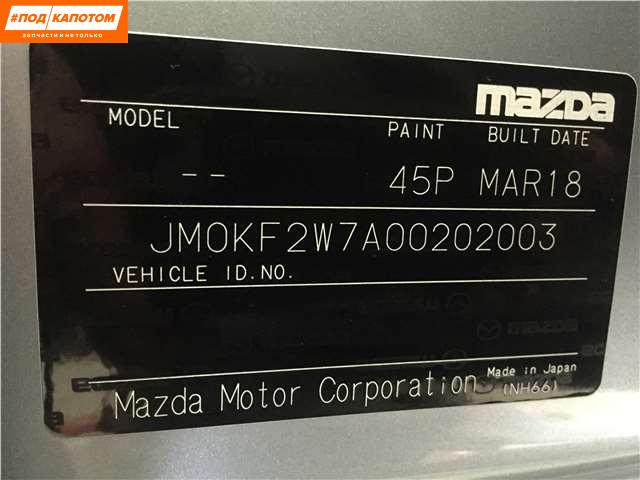 #ПОД КАПОТОМ
запчасти и не только
mazda
MODEL PAINT BUILT DATE
-- 45P MAR18
JM0KF2W7A00202003
VEHICLE ID.NO.
mazda
Mazda Motor Corporation Made in Japan
(NH66)